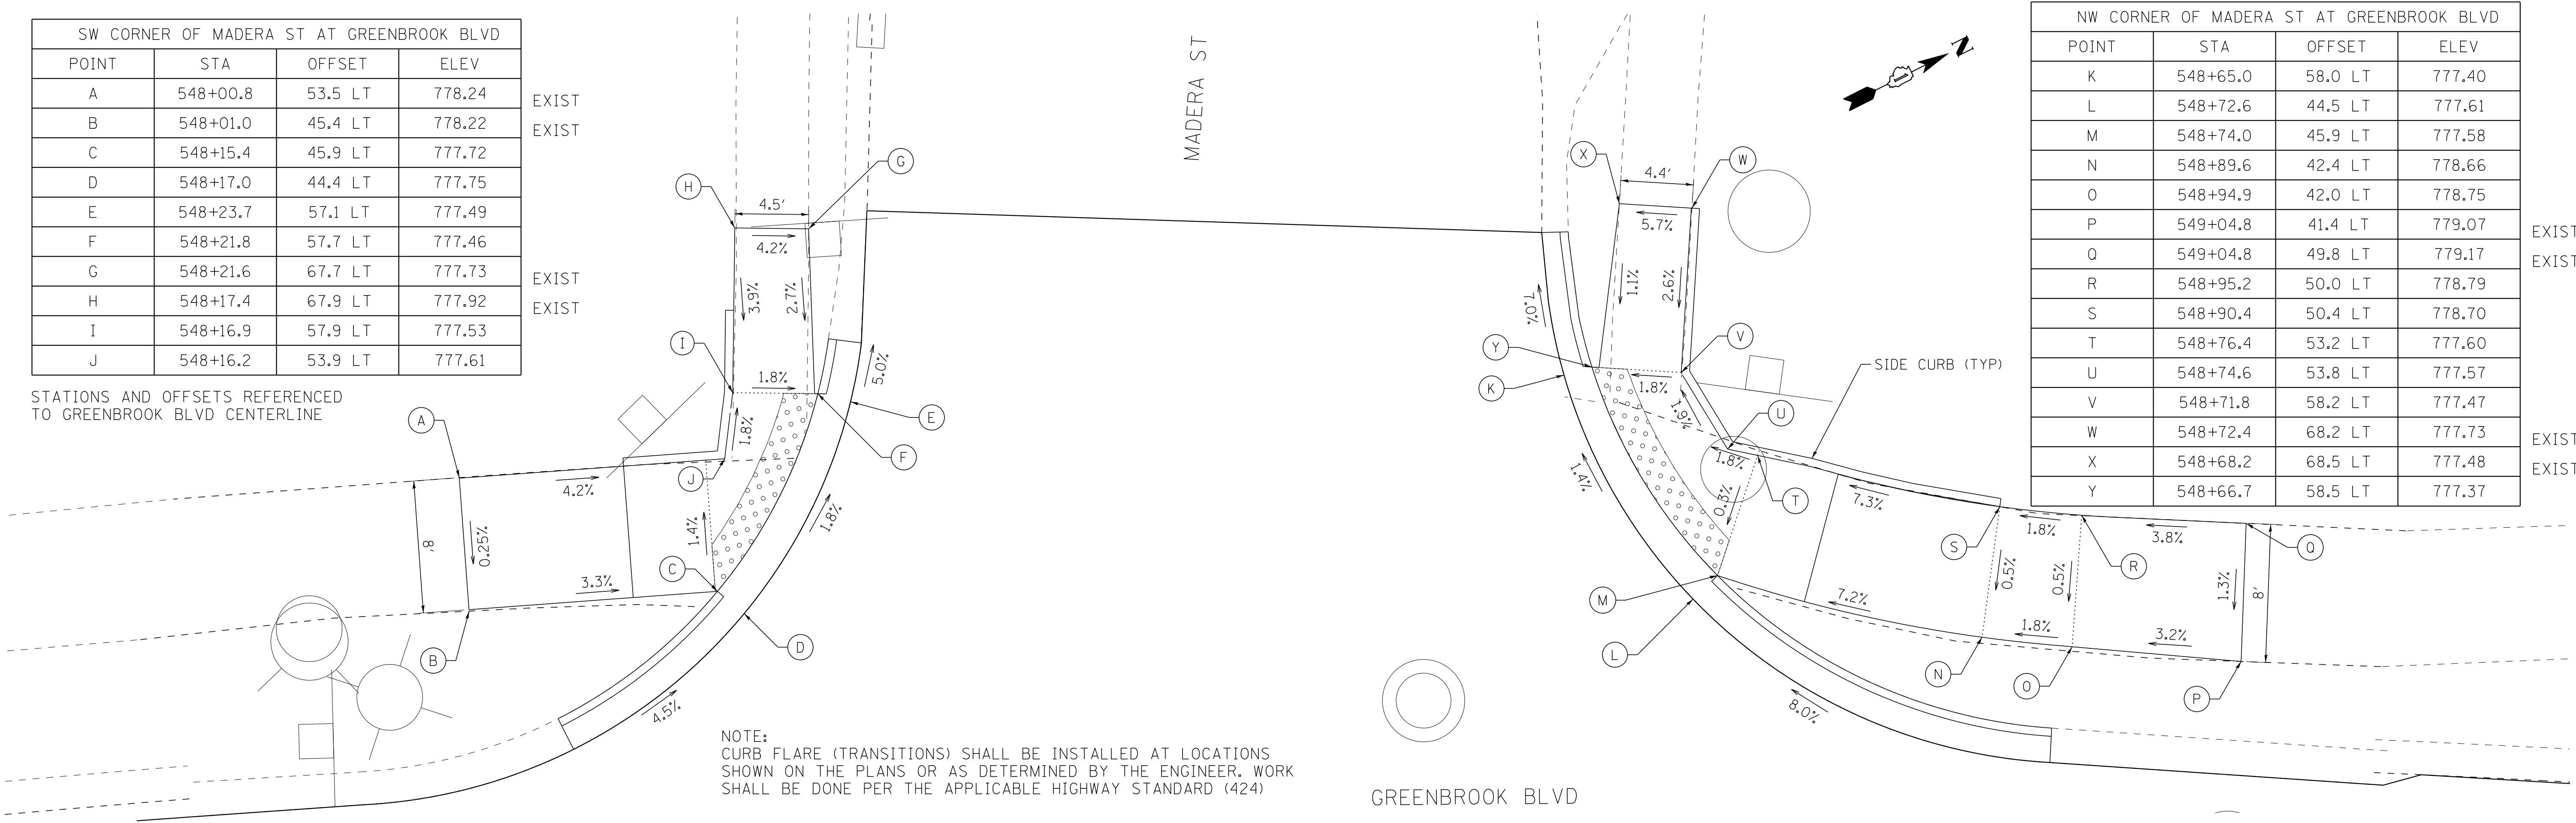 SW CORNER OF MADERA ST AT GREENBROOK BLVD
POINT STA OFFSET ELEV
A 548+00.8 53.5 LT 778.24 EXIST
B 548+01.0 45.4 LT 778.22 EXIST
C 548+15.4 45.9 LT 777.72
D 548+17.0 44.4 LT 777.75
E 548+23.7 57.1 LT 777.49
F 548+21.8 57.7 LT 777.46
G 548+21.6 67.7 LT 777.73 EXIST
H 548+17.4 67.9 LT 777.92 EXIST
I 548+16.9 57.9 LT 777.53
J 548+16.2 53.9 LT 777.61
STATIONS AND OFFSETS REFERENCED
TO GREENBROOK BLVD CENTERLINE
A
B
8'
0.25%
4.2%
3.3%
H
G
4.5'
4.2%
3.9%
2.7%
I
1.8%
1.8%
J
1.4%
C
F
E
D
5.0%
1.8%
4.5%
MADERA ST
NOTE:
CURB FLARE (TRANSITIONS) SHALL BE INSTALLED AT LOCATIONS
SHOWN ON THE PLANS OR AS DETERMINED BY THE ENGINEER. WORK
SHALL BE DONE PER THE APPLICABLE HIGHWAY STANDARD (424)
GREENBROOK BLVD
N
X
W
4.4'
5.7%
1.1%
2.6%
7.0%
Y
V
K
1.8%
1.9%
U
1.8%
0.3%
T
SIDE CURB (TYP)
1.4%
M
L
7.3%
7.2%
8.0%
S
0.5%
1.8%
0.5%
1.8%
R
3.8%
3.2%
1.3%
8'
Q
N
O
P
NW CORNER OF MADERA ST AT GREENBROOK BLVD
POINT STA OFFSET ELEV
K 548+65.0 58.0 LT 777.40
L 548+72.6 44.5 LT 777.61
M 548+74.0 45.9 LT 777.58
N 548+89.6 42.4 LT 778.66
O 548+94.9 42.0 LT 778.75
P 549+04.8 41.4 LT 779.07 EXIST
Q 549+04.8 49.8 LT 779.17 EXIST
R 548+95.2 50.0 LT 778.79
S 548+90.4 50.4 LT 778.70
T 548+76.4 53.2 LT 777.60
U 548+74.6 53.8 LT 777.57
V 548+71.8 58.2 LT 777.47
W 548+72.4 68.2 LT 777.73 EXIST
X 548+68.2 68.5 LT 777.48 EXIST
Y 548+66.7 58.5 LT 777.37